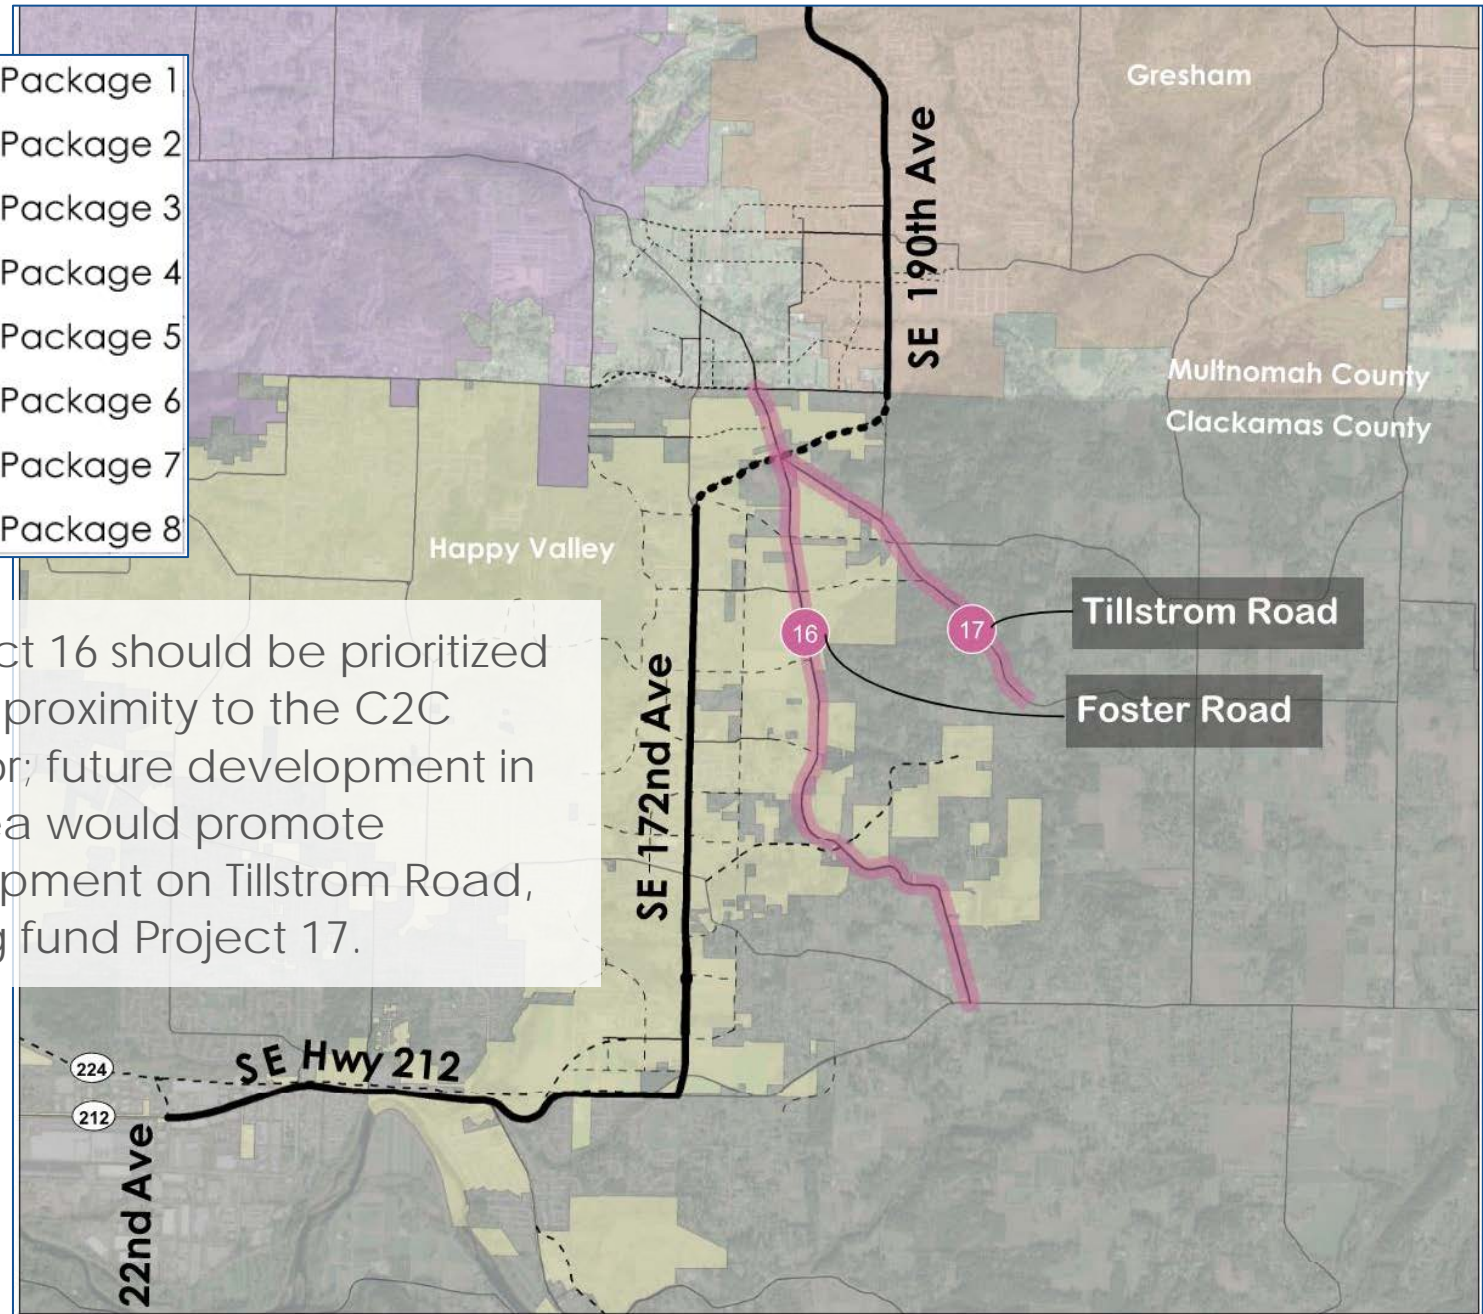 Package 1
Package 2
Package 3
Package 4
Package 5
Package 6
Package 7
Package 8
Gresham
SE 190th Ave
Multnomah County
Clackamas County
Happy Valley
16
17
Tillstrom Road
Foster Road
ct 16 should be prioritized
proximity to the C2C
or; future development in
ea would promote
pment on Tillstrom Road,
g fund Project 17.
SE 172nd Ave
SE Hwy 212
224
212
22nd Ave